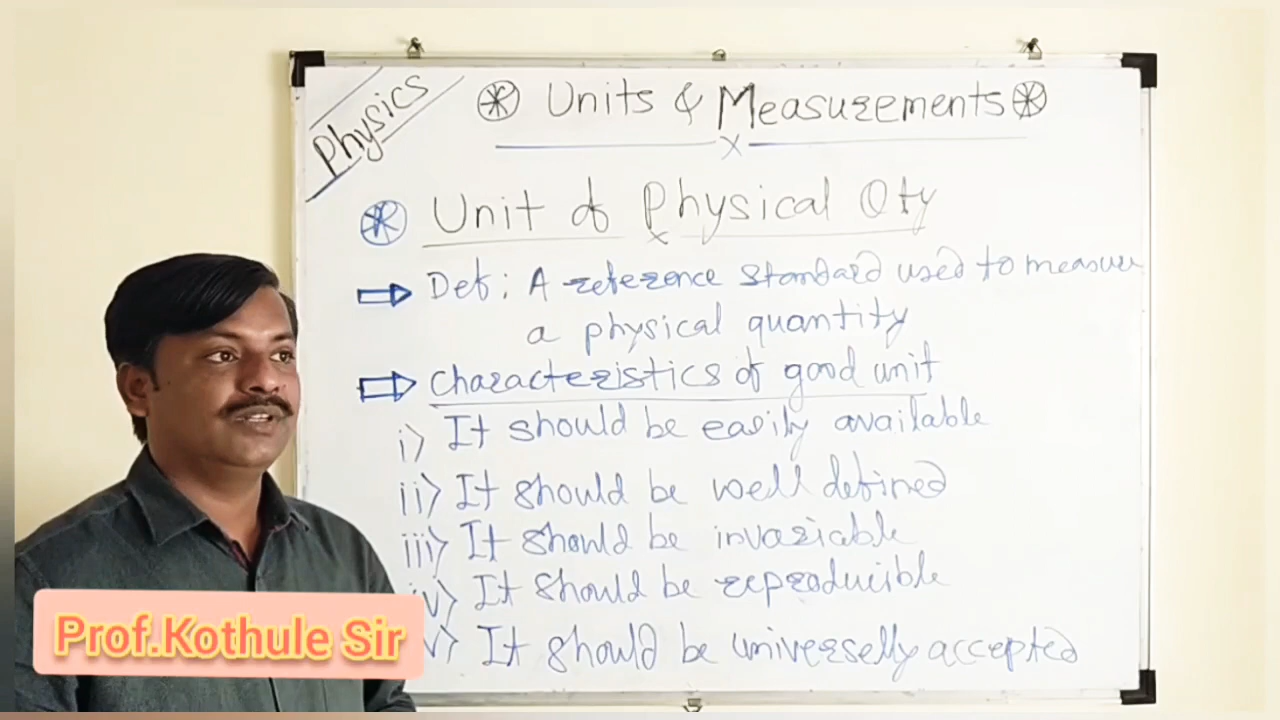 Physics
Units & Measurements
Unit of Physical Qty
Def: A reference standard used to measure
a physical quantity
Characteristics of good unit
i) It should be easily available
ii) It should be well defined
iii) It should be invariable
iv) It should be reproducible
v) It should be universelly accepted
Prof.Kothule Sir